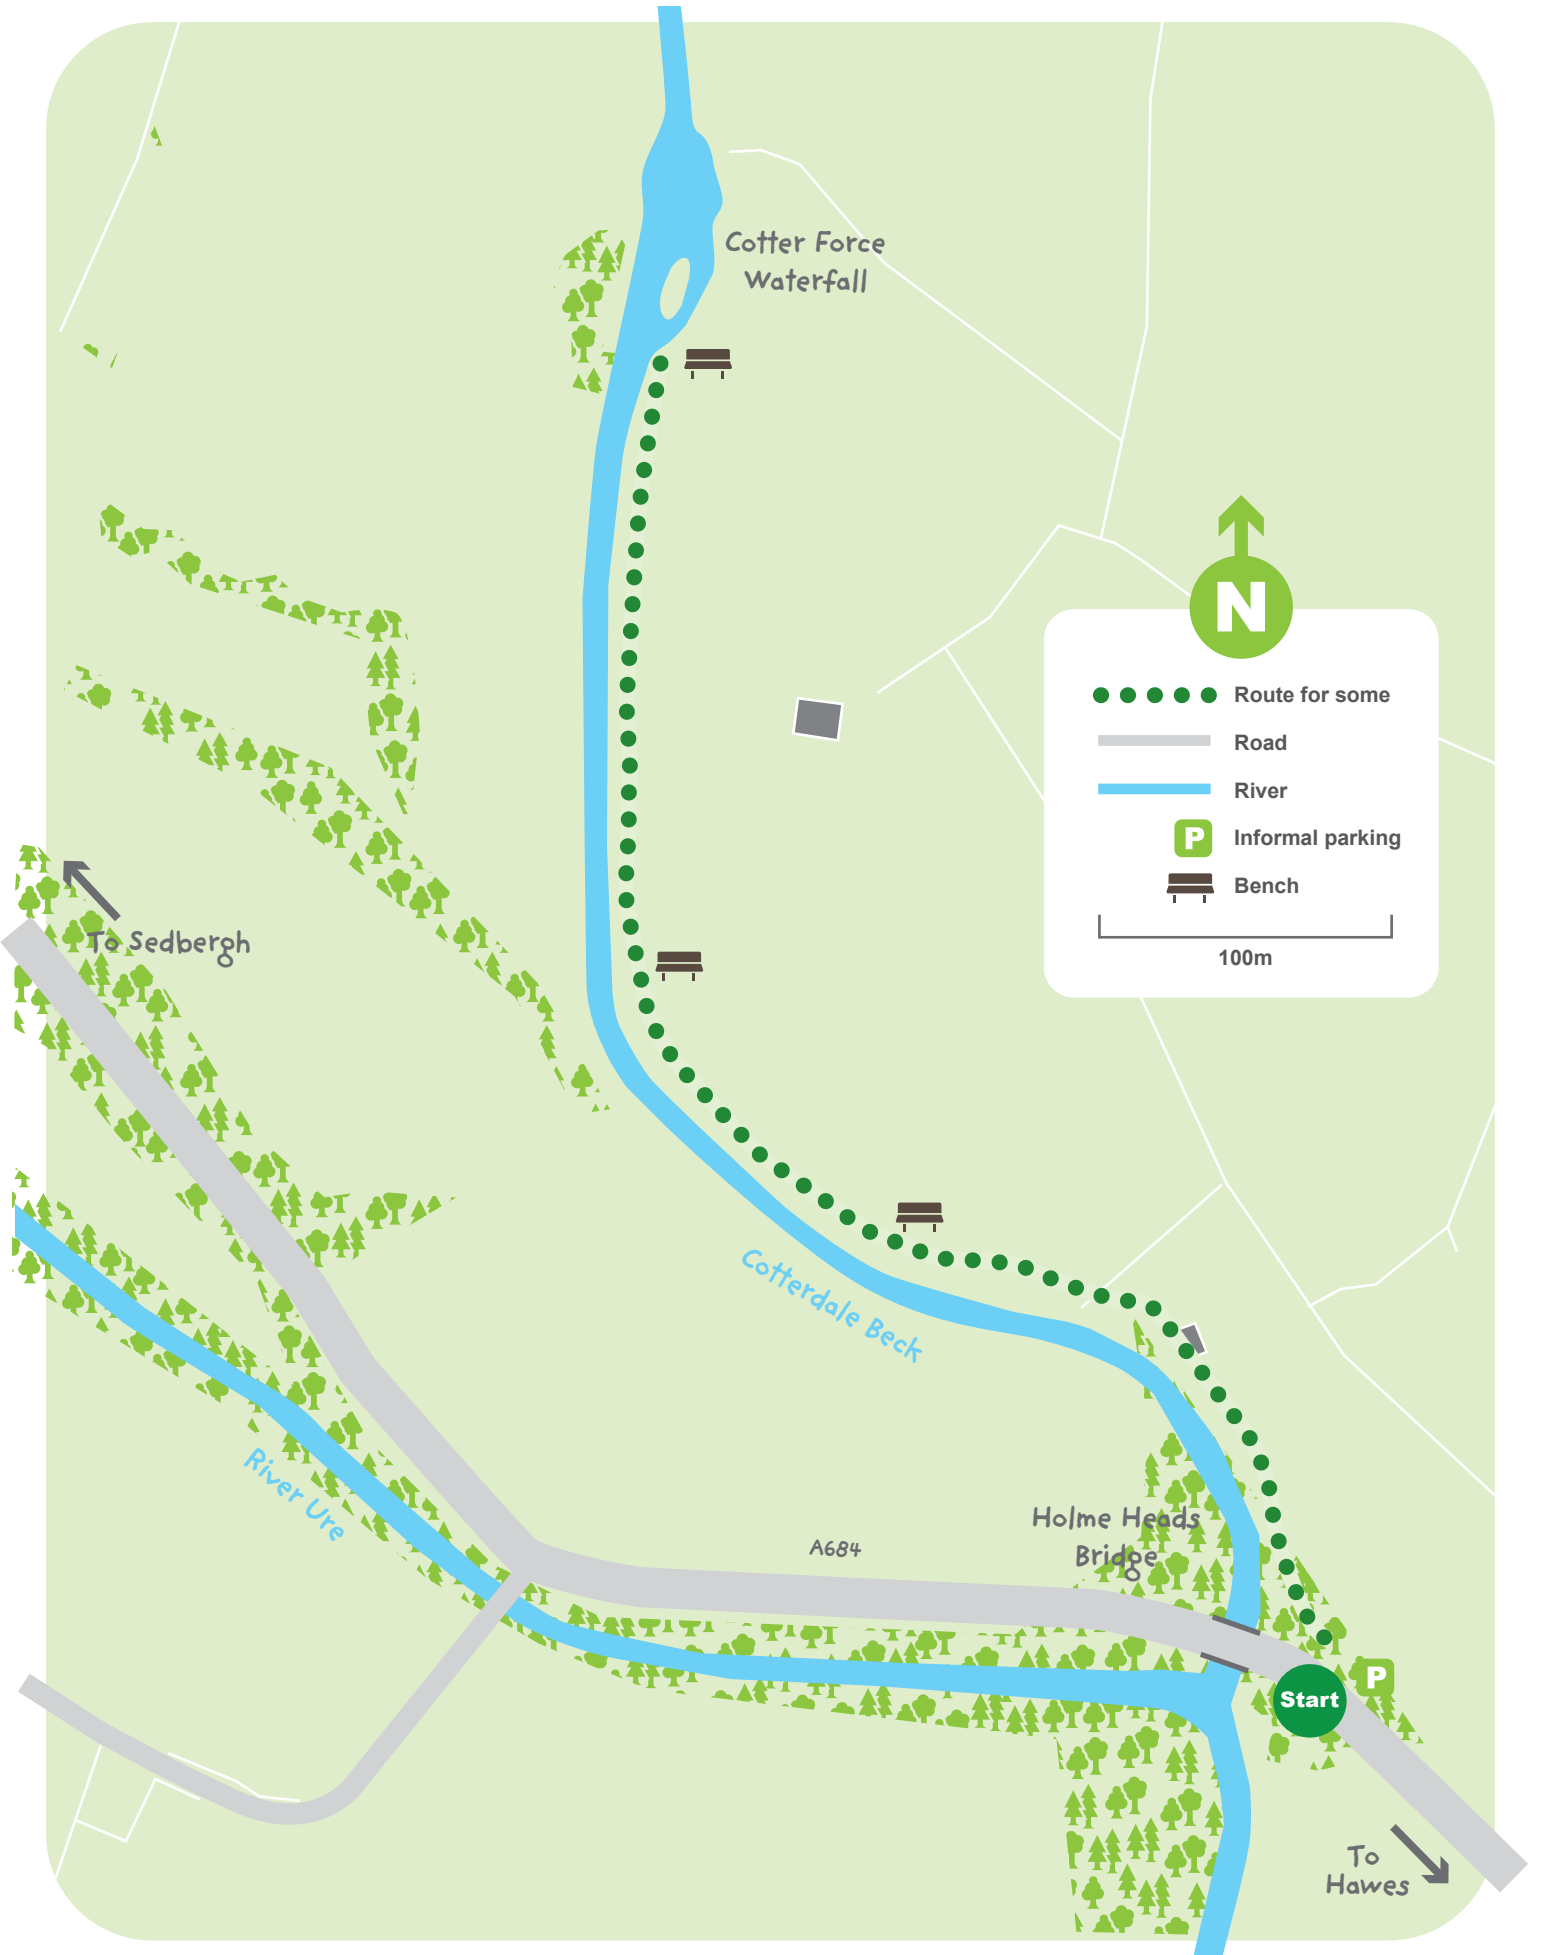 Cotter Force
Waterfall
N
Route for some
Road
River
Informal parking
P
Bench
100m
To Sedbergh
Cotterdale Beck
River Ure
A684
Holme Heads
Bridge
P
Start
To
Hawes